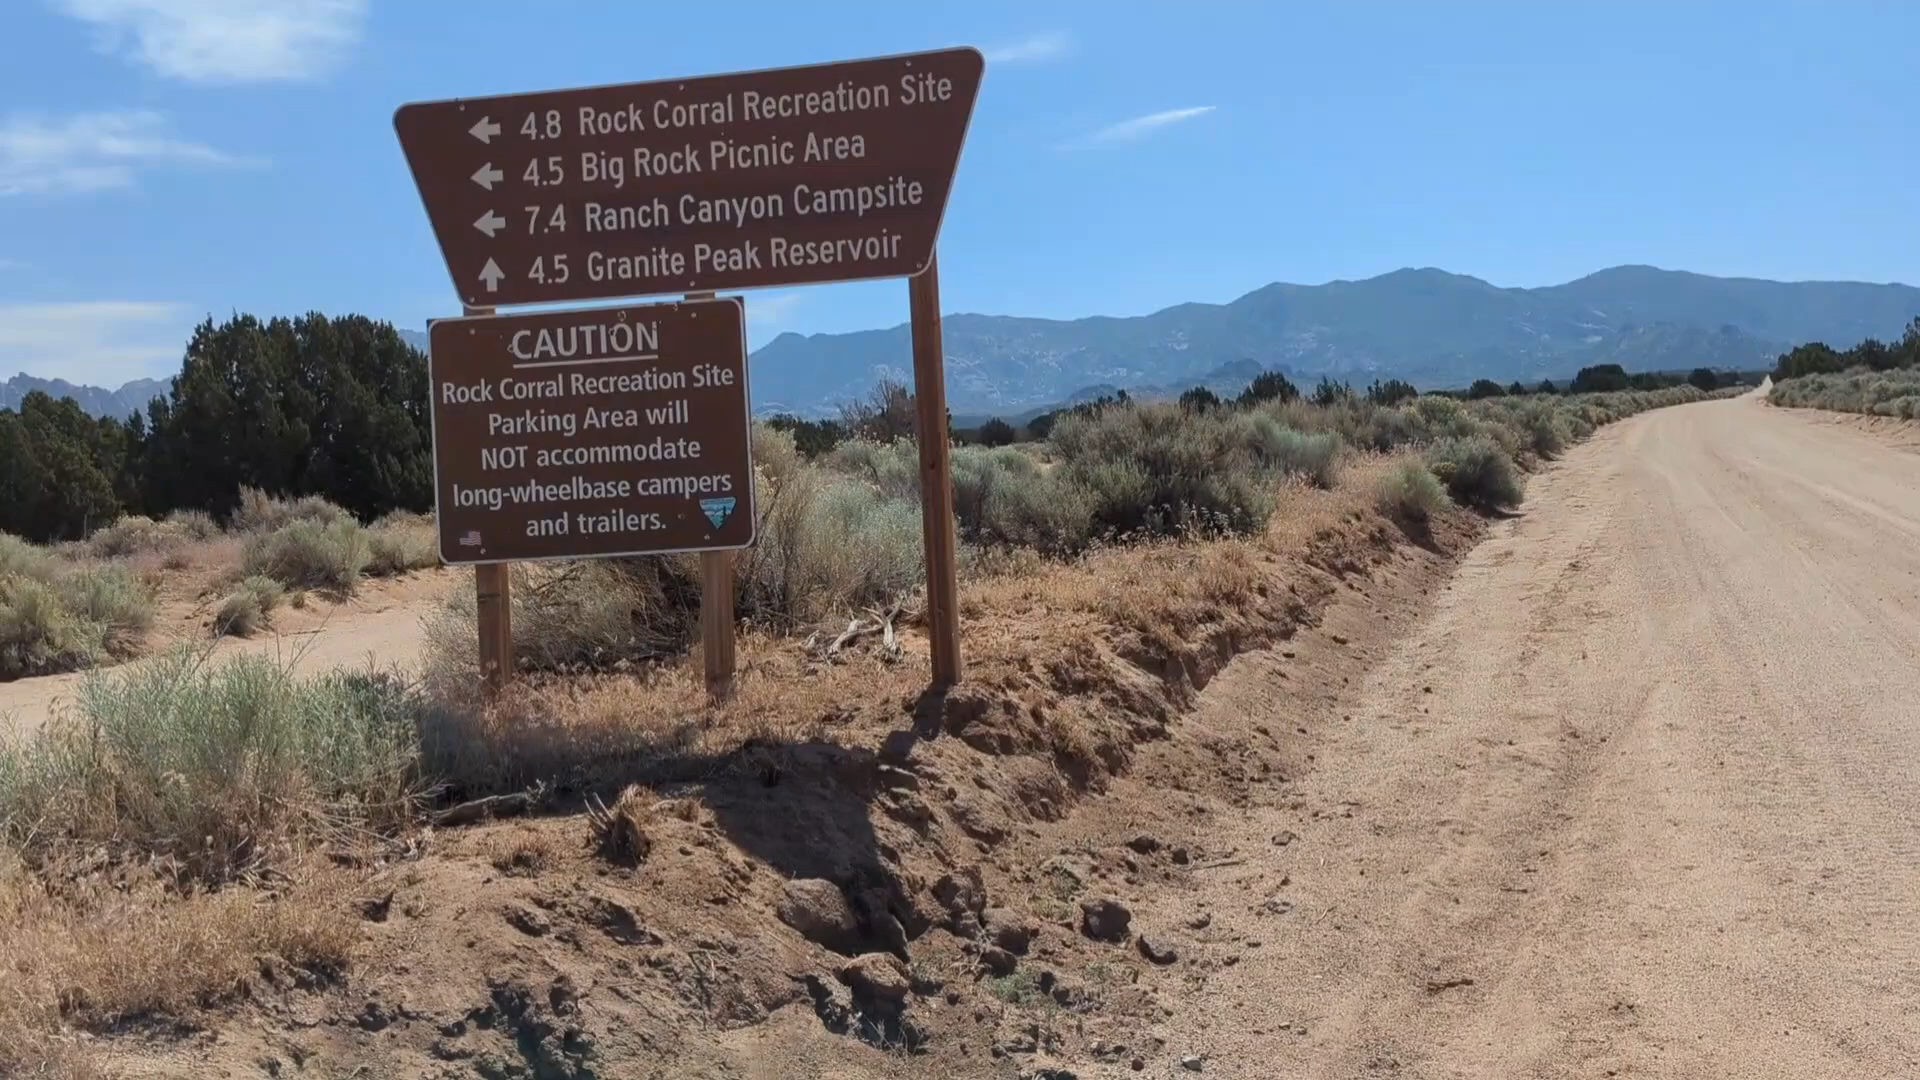 ← 4.8 Rock Corral Recreation Site
← 4.5 Big Rock Picnic Area
← 7.4 Ranch Canyon Campsite
↑ 4.5 Granite Peak Reservoir
CAUTION
Rock Corral Recreation Site
Parking Area will
NOT accommodate
long-wheelbase campers
and trailers.